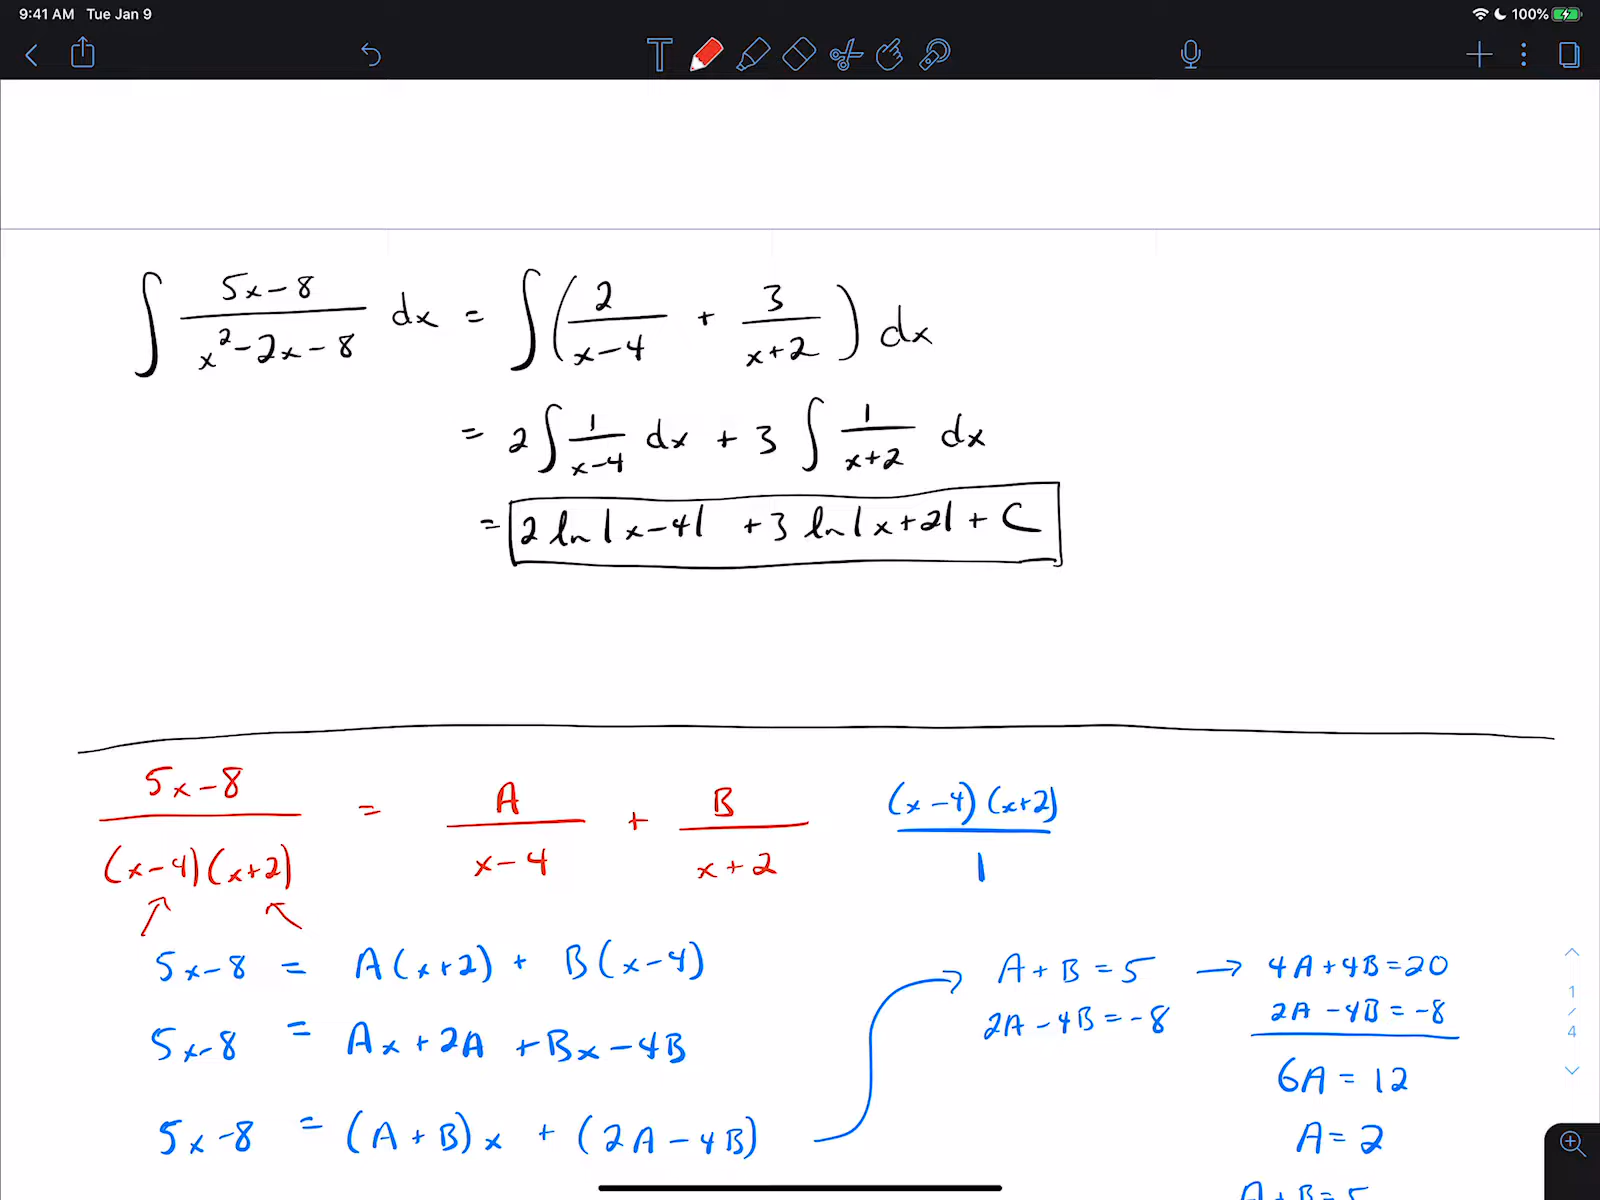 9:41 AM Tue Jan 9 100%
∫ (5x-8)/(x²-2x-8) dx = ∫ ( 2/(x-4) + 3/(x+2) ) dx
= 2 ∫ 1/(x-4) dx + 3 ∫ 1/(x+2) dx
= 2 ln|x-4| + 3 ln|x+2| + C
(5x-8)/((x-4)(x+2)) = A/(x-4) + B/(x+2) (x-4)(x+2)/1
5x-8 = A(x+2) + B(x-4)
5x-8 = Ax+2A +Bx-4B
5x-8 = (A+B)x + (2A-4B)
A+B=5 → 4A+4B=20
2A-4B=-8 2A-4B=-8
6A=12
A=2
A+B=5
1/4